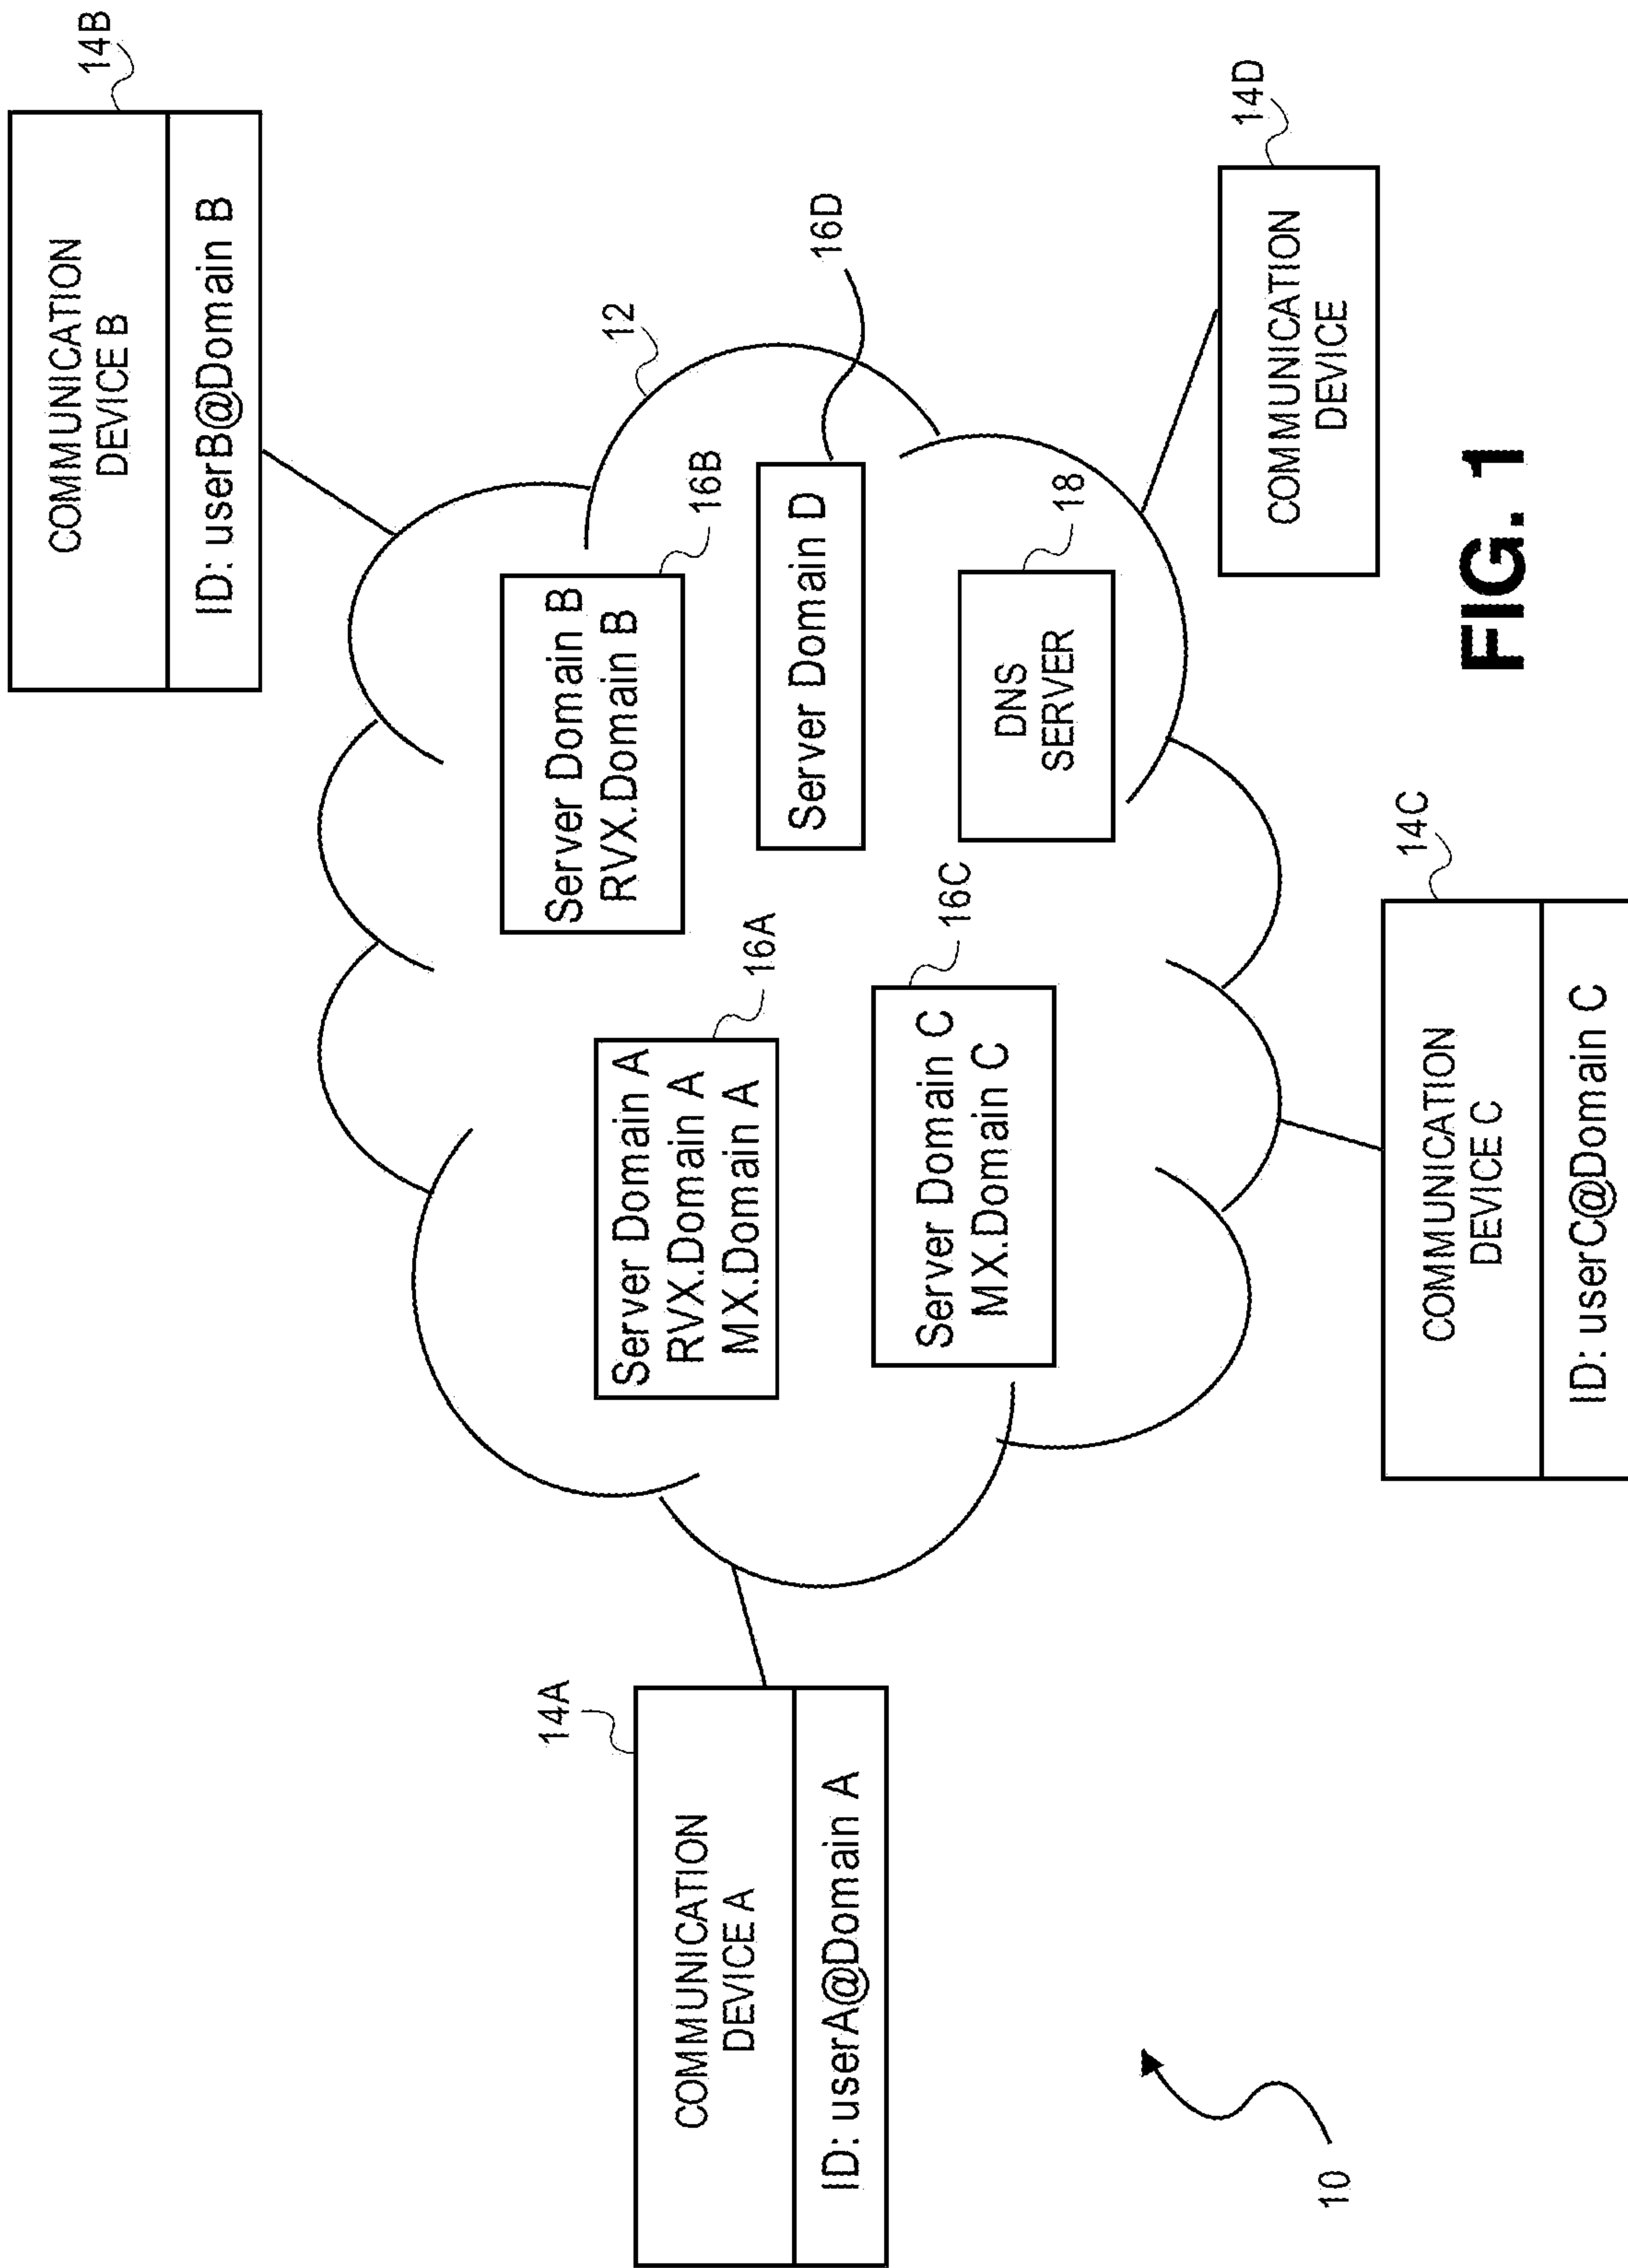 14B
COMMUNICATION
DEVICE B
ID: userB@Domain B
12
16D
14D
COMMUNICATION
DEVICE
16B
Server Domain B
RVX.Domain B
Server Domain D
18
DNS
SERVER
16A
Server Domain A
RVX.Domain A
MX.Domain A
16C
Server Domain C
MX.Domain C
14A
COMMUNICATION
DEVICE A
ID: userA@Domain A
14C
COMMUNICATION
DEVICE C
ID: userC@Domain C
10
FIG. 1